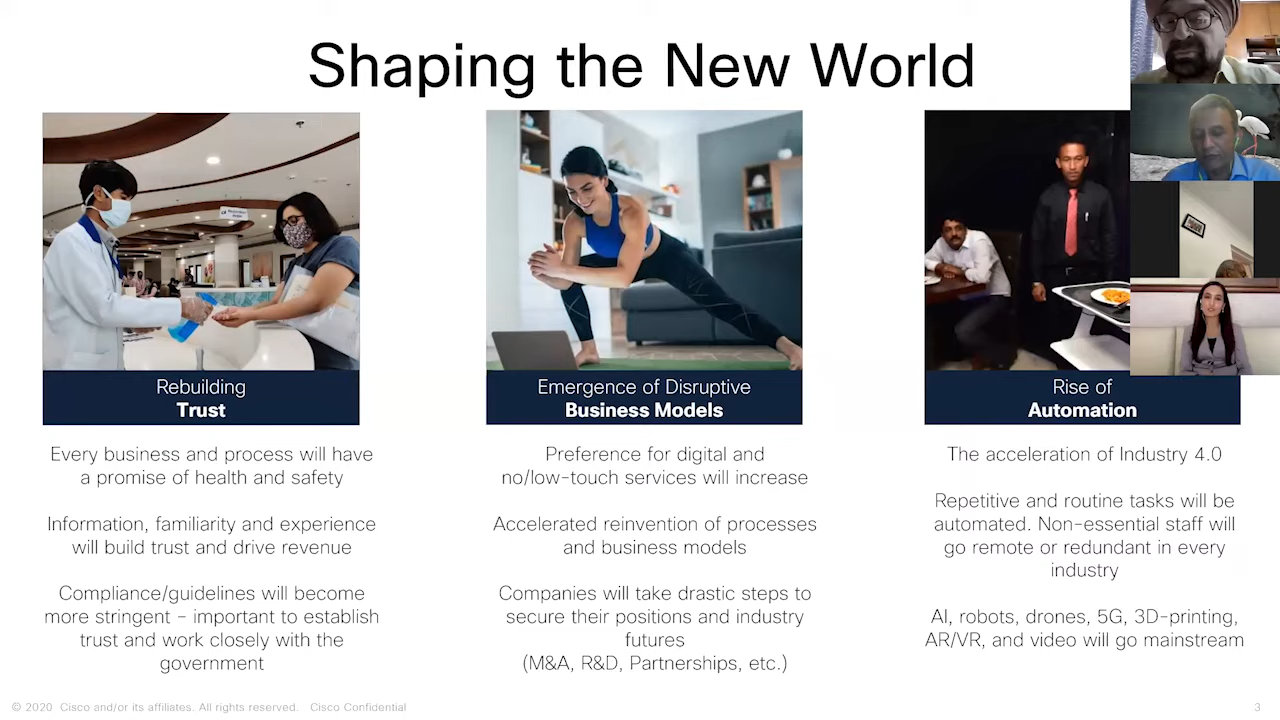 Shaping the New World
Rebuilding
Trust
Every business and process will have
a promise of health and safety
Information, familiarity and experience
will build trust and drive revenue
Compliance/guidelines will become
more stringent – important to establish
trust and work closely with the
government
Emergence of Disruptive
Business Models
Preference for digital and
no/low-touch services will increase
Accelerated reinvention of processes
and business models
Companies will take drastic steps to
secure their positions and industry
futures
(M&A, R&D, Partnerships, etc.)
Rise of
Automation
The acceleration of Industry 4.0
Repetitive and routine tasks will be
automated. Non-essential staff will
go remote or redundant in every
industry
AI, robots, drones, 5G, 3D-printing,
AR/VR, and video will go mainstream
© 2020 Cisco and/or its affiliates. All rights reserved. Cisco Confidential
3